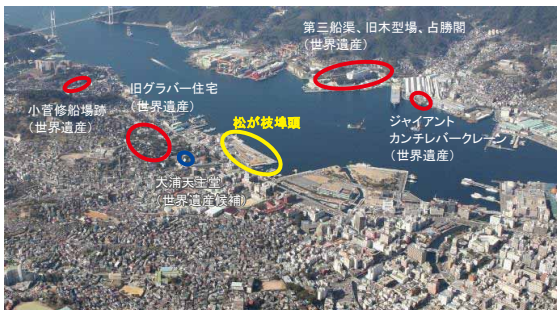 第三船渠、旧木型場、占勝閣
（世界遺産）
旧グラバー住宅
（世界遺産）
小菅修船場跡
（世界遺産）
松が枝埠頭
ジャイアント
カンチレバークレーン
（世界遺産）
大浦天主堂
（世界遺産候補）